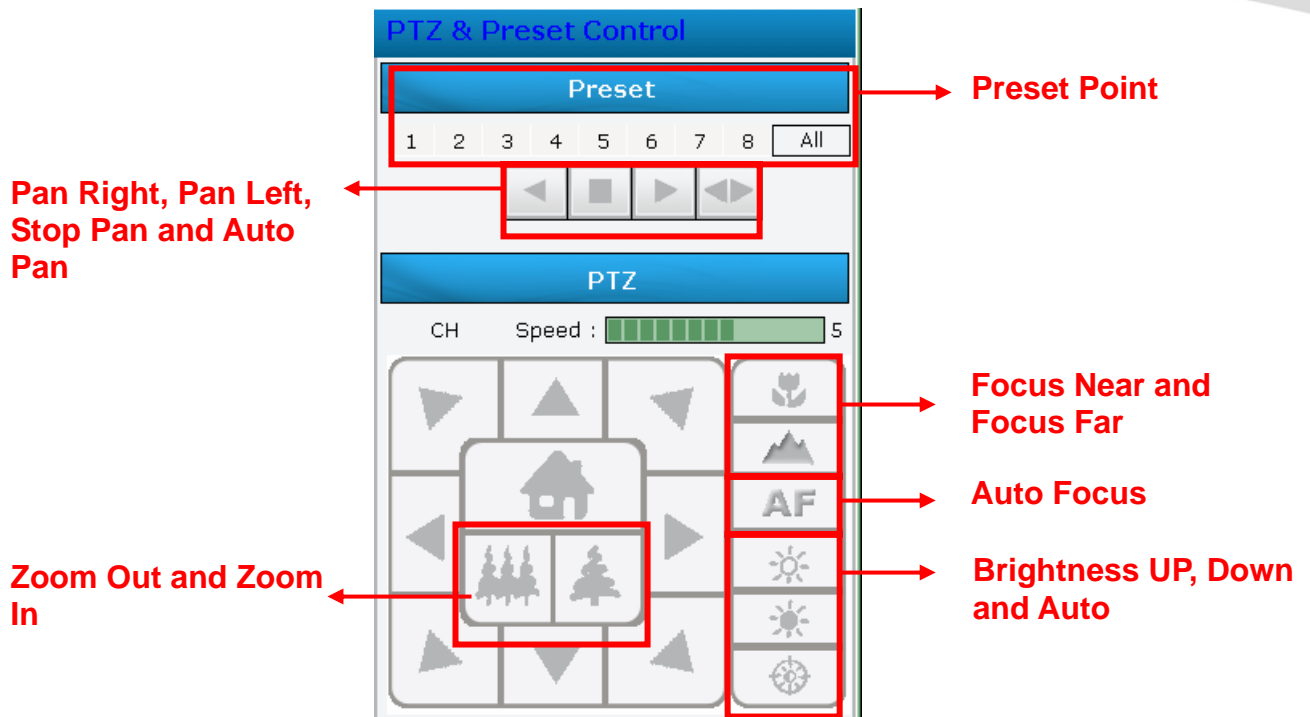 PTZ & Preset Control
Preset
Preset Point
1 2 3 4 5 6 7 8 All
Pan Right, Pan Left,
Stop Pan and Auto
Pan
PTZ
CH Speed : 5
Focus Near and
Focus Far
AF
Auto Focus
Zoom Out and Zoom
In
Brightness UP, Down
and Auto